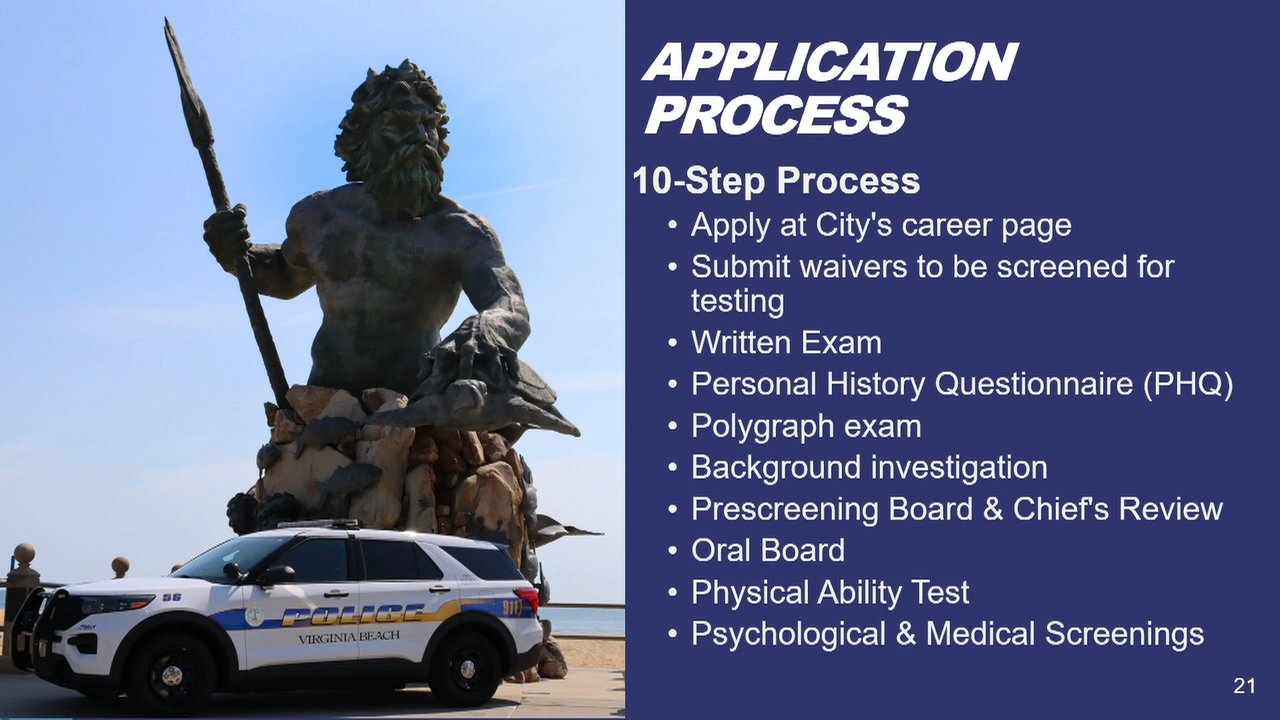 APPLICATION
PROCESS
10-Step Process
• Apply at City's career page
• Submit waivers to be screened for
testing
• Written Exam
• Personal History Questionnaire (PHQ)
• Polygraph exam
• Background investigation
• Prescreening Board & Chief's Review
• Oral Board
• Physical Ability Test
• Psychological & Medical Screenings
21
56
POLICE
VIRGINIA BEACH
911